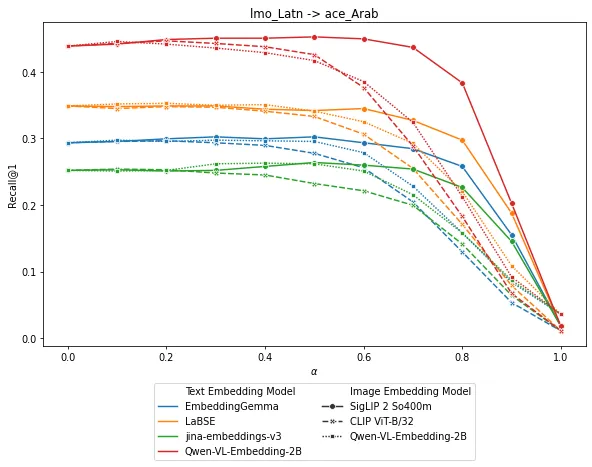 lmo_Latn -> ace_Arab
Recall@1
0.4
0.3
0.2
0.1
0.0
0.0 0.2 0.4 0.6 0.8 1.0
α
Text Embedding Model Image Embedding Model
EmbeddingGemma SigLIP 2 So400m
LaBSE CLIP ViT-B/32
jina-embeddings-v3 Qwen-VL-Embedding-2B
Qwen-VL-Embedding-2B